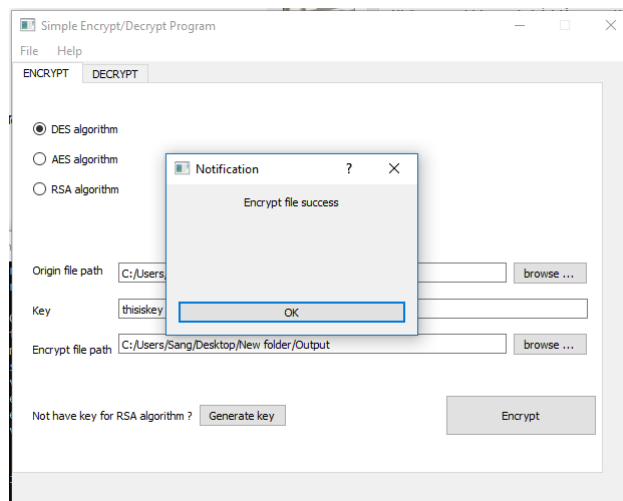 Simple Encrypt/Decrypt Program
File Help
ENCRYPT DECRYPT
DES algorithm
AES algorithm
RSA algorithm
Notification ?
Encrypt file success
OK
Origin file path C:/Users, browse ...
Key thisiskey
Encrypt file path C:/Users/Sang/Desktop/New folder/Output browse ...
Not have key for RSA algorithm ? Generate key Encrypt